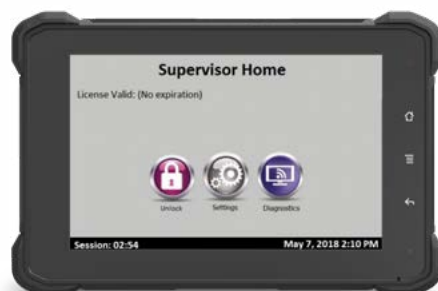 Supervisor Home
License Valid: (No expiration)
Unlock Settings Diagnostics
Session: 02:54 May 7, 2018 2:10 PM